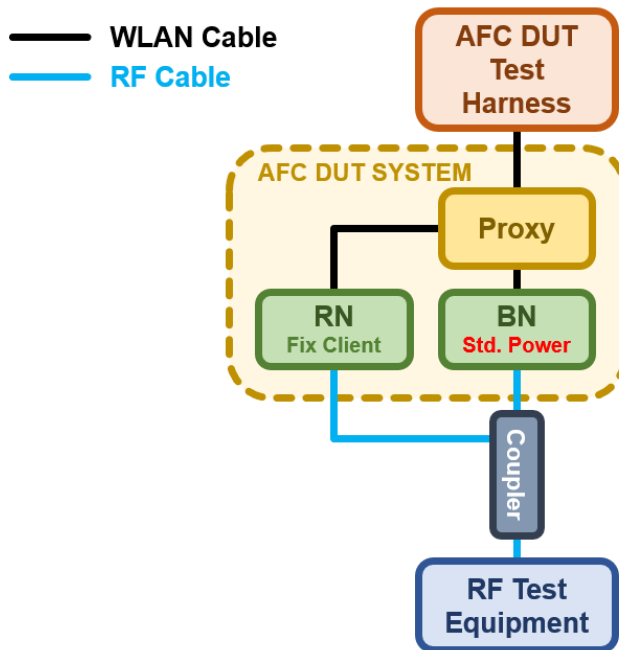 WLAN Cable
RF Cable
AFC DUT
Test
Harness
AFC DUT SYSTEM
Proxy
RN
Fix Client
BN
Std. Power
Coupler
RF Test
Equipment